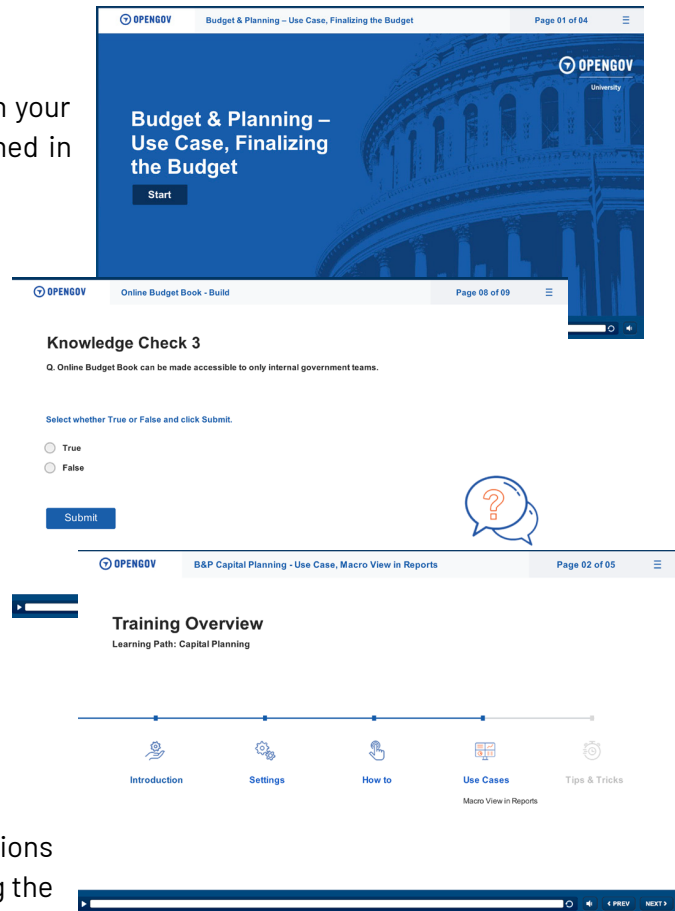 OPENGOV
Budget & Planning – Use Case, Finalizing the Budget
Page 01 of 04
OPENGOV
University
Budget & Planning –
Use Case, Finalizing
the Budget
Start
your
in
OPENGOV
Online Budget Book - Build
Page 08 of 09
Knowledge Check 3
Q. Online Budget Book can be made accessible to only internal government teams.
Select whether True or False and click Submit.
True
False
?
Submit
OPENGOV
B&P Capital Planning - Use Case, Macro View in Reports
Page 02 of 05
Training Overview
Learning Path: Capital Planning
Introduction
Settings
How to
Use Cases
Tips & Tricks
Macro View in Reports
the
PREV
NEXT